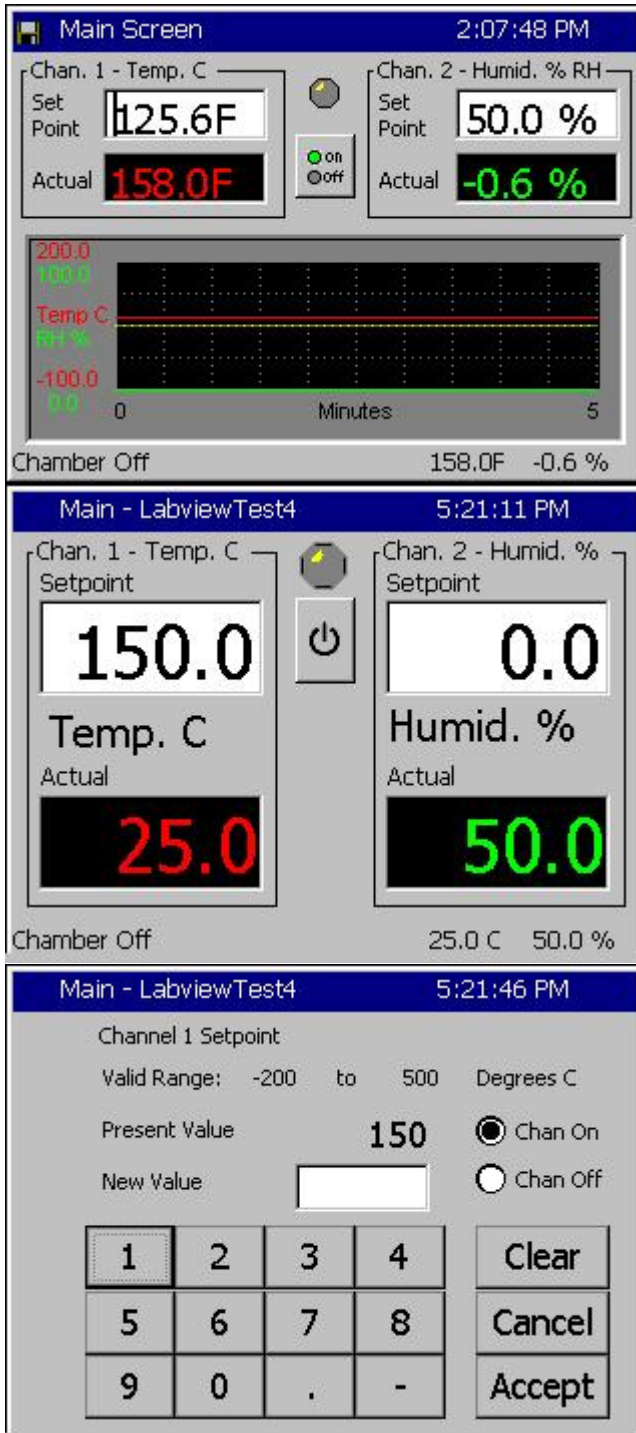 Main Screen 2:07:48 PM
Chan. 1 - Temp. C Chan. 2 - Humid. % RH
Set Point 125.6F Set Point 50.0 %
on
off
Actual 158.0F Actual -0.6 %
200.0
100.0
Temp C
RH %
-100.0
0.0
0 Minutes 5
Chamber Off 158.0F -0.6 %
Main - LabviewTest4 5:21:11 PM
Chan. 1 - Temp. C Chan. 2 - Humid. %
Setpoint Setpoint
150.0 0.0
Temp. C Humid. %
Actual Actual
25.0 50.0
Chamber Off 25.0 C 50.0 %
Main - LabviewTest4 5:21:46 PM
Channel 1 Setpoint
Valid Range: -200 to 500 Degrees C
Present Value 150 Chan On
New Value Chan Off
1 2 3 4 Clear
5 6 7 8 Cancel
9 0 . - Accept